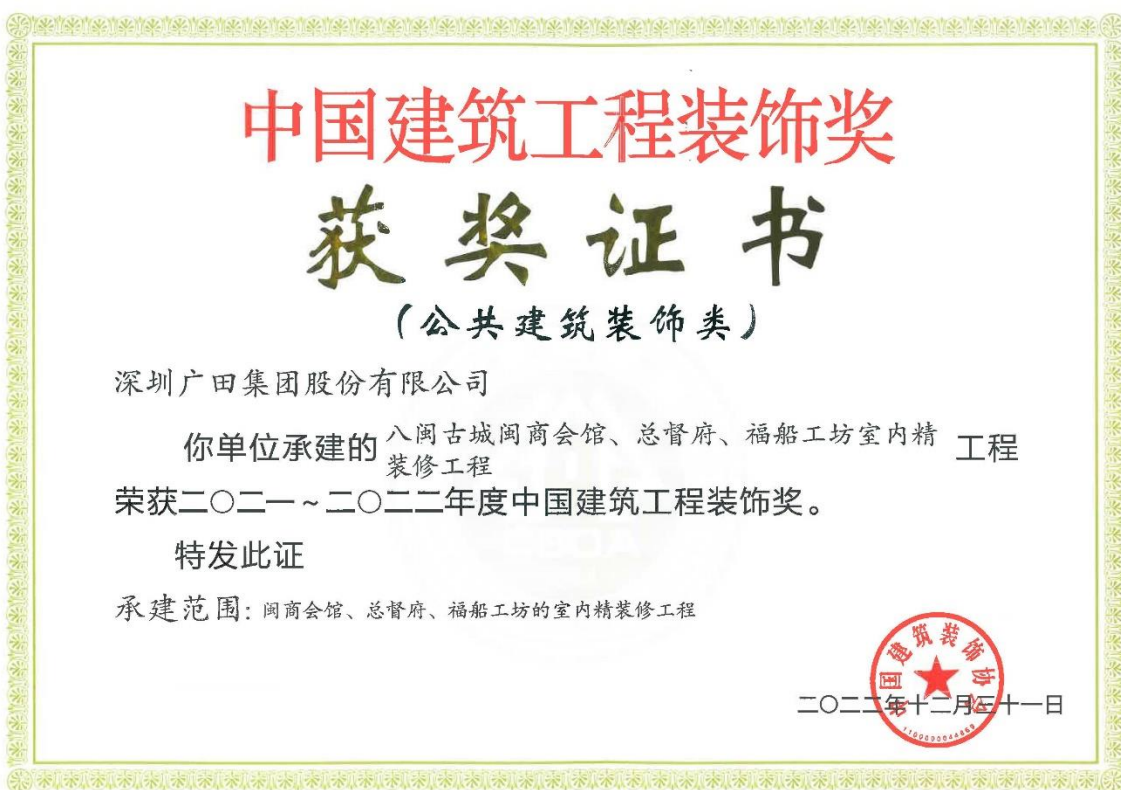 中国建筑工程装饰奖
获奖证书
(公共建筑装饰类)
深圳广田集团股份有限公司
你单位承建的 八闽古城闽商会馆、总督府、福船工坊室内精 工程
装修工程
荣获二〇二一~二〇二二年度中国建筑工程装饰奖。
特发此证
承建范围: 闽商会馆、总督府、福船工坊的室内精装修工程
中国建筑装饰协会
二〇二二年十二月三十一日